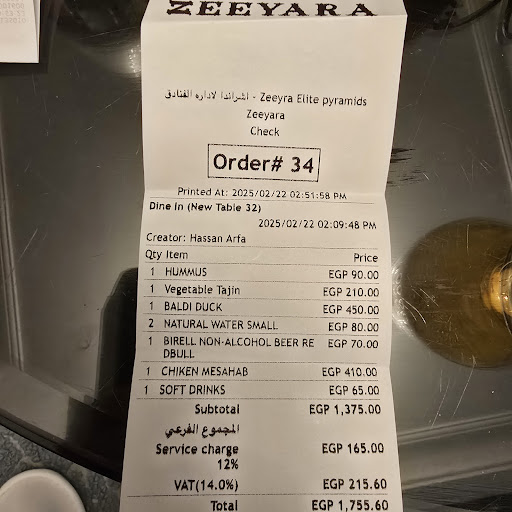 ZEEYARA
اشراندا لاداره الفنادق - Zeeyra Elite pyramids
Zeeyara
Check
Order# 34
Printed At: 2025/02/22 02:51:58 PM
Dine In (New Table 32)
2025/02/22 02:09:48 PM
Creator: Hassan Arfa
Qty Item Price
1 HUMMUS EGP 90.00
1 Vegetable Tajin EGP 210.00
1 BALDI DUCK EGP 450.00
2 NATURAL WATER SMALL EGP 80.00
1 BIRELL NON-ALCOHOL BEER RE EGP 70.00
DBULL
1 CHIKEN MESAHAB EGP 410.00
1 SOFT DRINKS EGP 65.00
Subtotal EGP 1,375.00
المجموع الفرعي
Service charge EGP 165.00
12%
VAT(14.0%) EGP 215.60
Total EGP 1,755.60